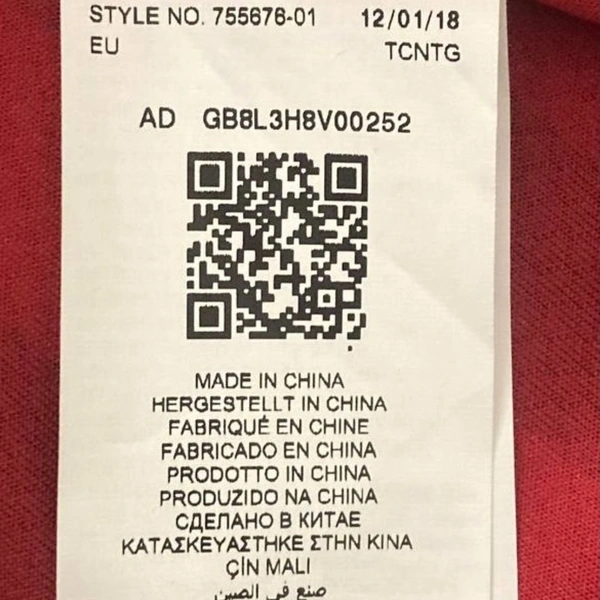 STYLE NO. 755676-01 12/01/18
EU TCNTG
AD GB8L3H8V00252
MADE IN CHINA
HERGESTELLT IN CHINA
FABRIQUÉ EN CHINE
FABRICADO EN CHINA
PRODOTTO IN CHINA
PRODUZIDO NA CHINA
СДЕЛАНО В КИТАЕ
ΚΑΤΑΣΚΕΥΑΣΤΗΚΕ ΣΤΗΝ ΚΙΝΑ
ÇİN MALI
صنع في الصين